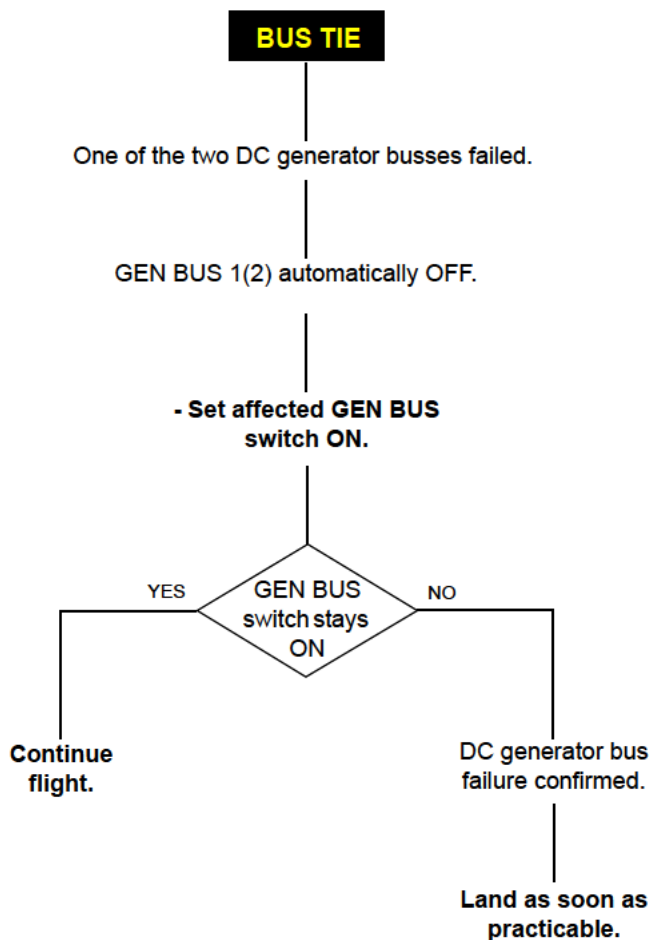 BUS TIE
One of the two DC generator busses failed.
GEN BUS 1(2) automatically OFF.
- Set affected GEN BUS
switch ON.
YES
GEN BUS
switch stays
ON
NO
Continue
flight.
DC generator bus
failure confirmed.
Land as soon as
practicable.